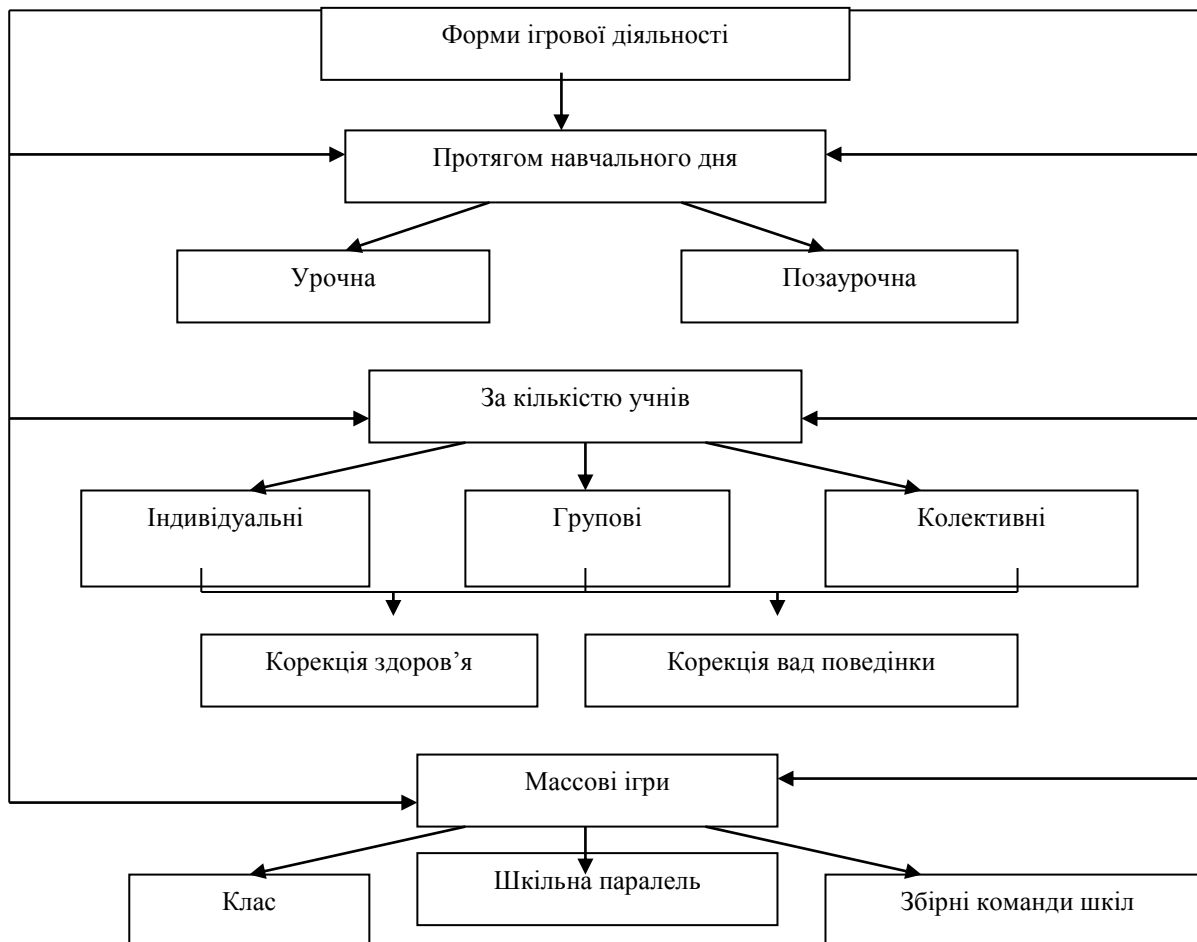 Форми ігрової діяльності
Протягом навчального дня
Урочна
Позаурочна
За кількістю учнів
Індивідуальні
Групові
Колективні
Корекція здоров’я
Корекція вад поведінки
Массові ігри
Клас
Шкільна паралель
Збірні команди шкіл